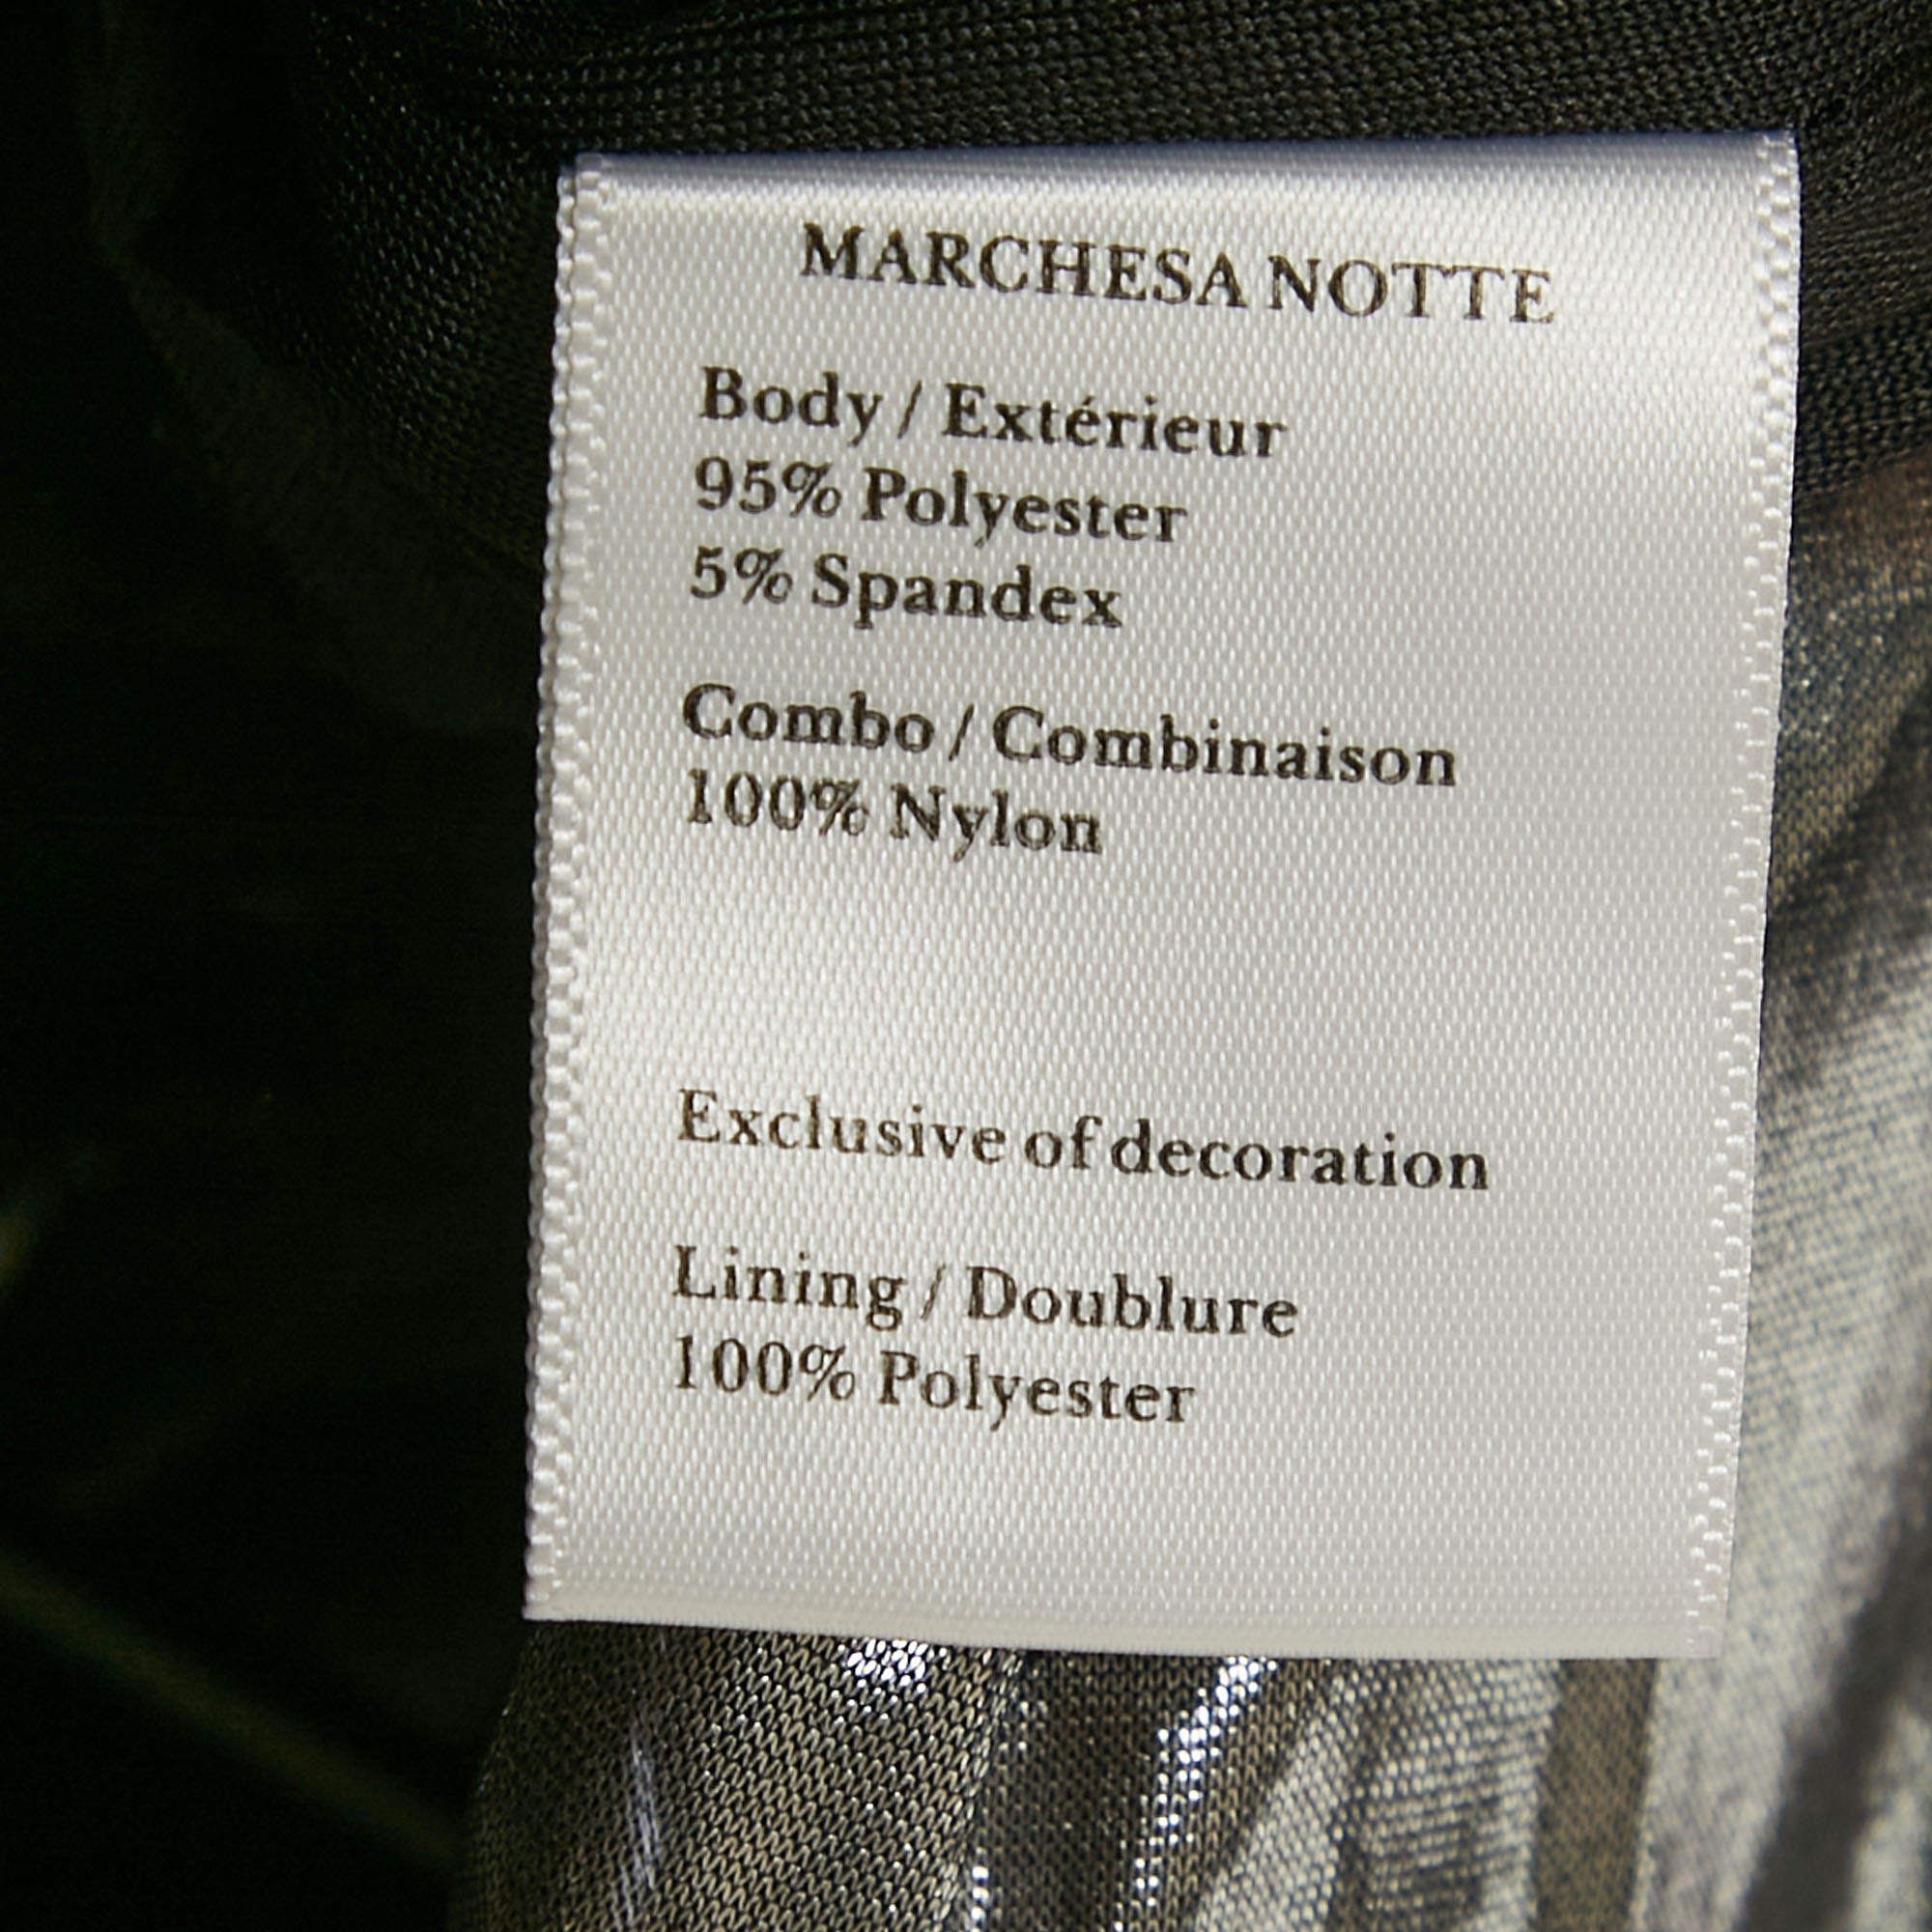 MARCHESA NOTTE
Body / Extérieur
95% Polyester
5% Spandex
Combo / Combinaison
100% Nylon
Exclusive of decoration
Lining / Doublure
100% Polyester